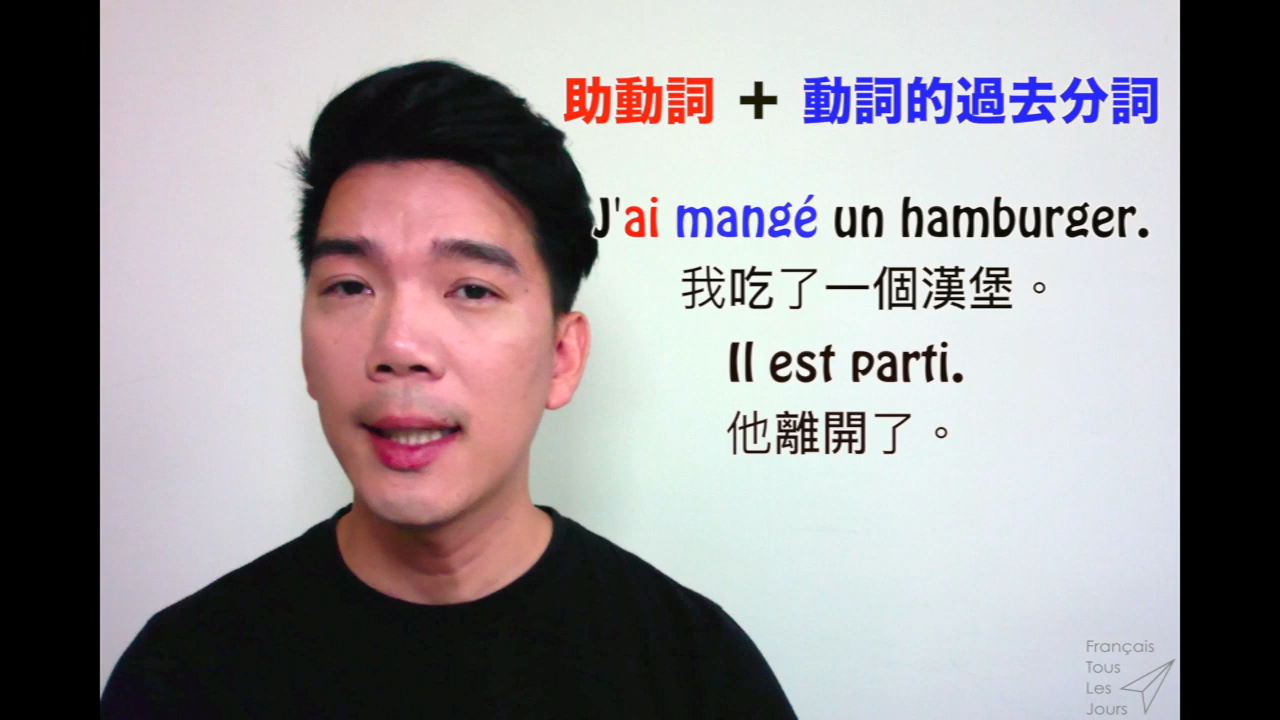 助動詞 + 動詞的過去分詞
J'ai mangé un hamburger.
我吃了一個漢堡。
Il est parti.
他離開了。
Français
Tous
Les
Jours